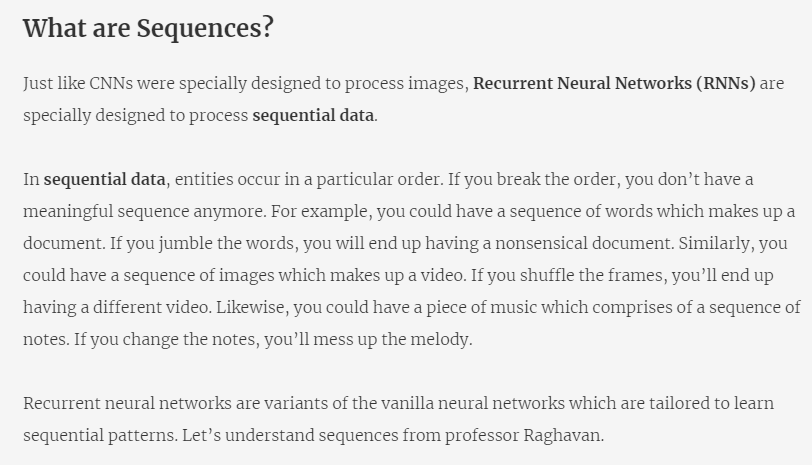 What are Sequences?
Just like CNNs were specially designed to process images, Recurrent Neural Networks (RNNs) are
specially designed to process sequential data.
In sequential data, entities occur in a particular order. If you break the order, you don’t have a
meaningful sequence anymore. For example, you could have a sequence of words which makes up a
document. If you jumble the words, you will end up having a nonsensical document. Similarly, you
could have a sequence of images which makes up a video. If you shuffle the frames, you’ll end up
having a different video. Likewise, you could have a piece of music which comprises of a sequence of
notes. If you change the notes, you’ll mess up the melody.
Recurrent neural networks are variants of the vanilla neural networks which are tailored to learn
sequential patterns. Let’s understand sequences from professor Raghavan.